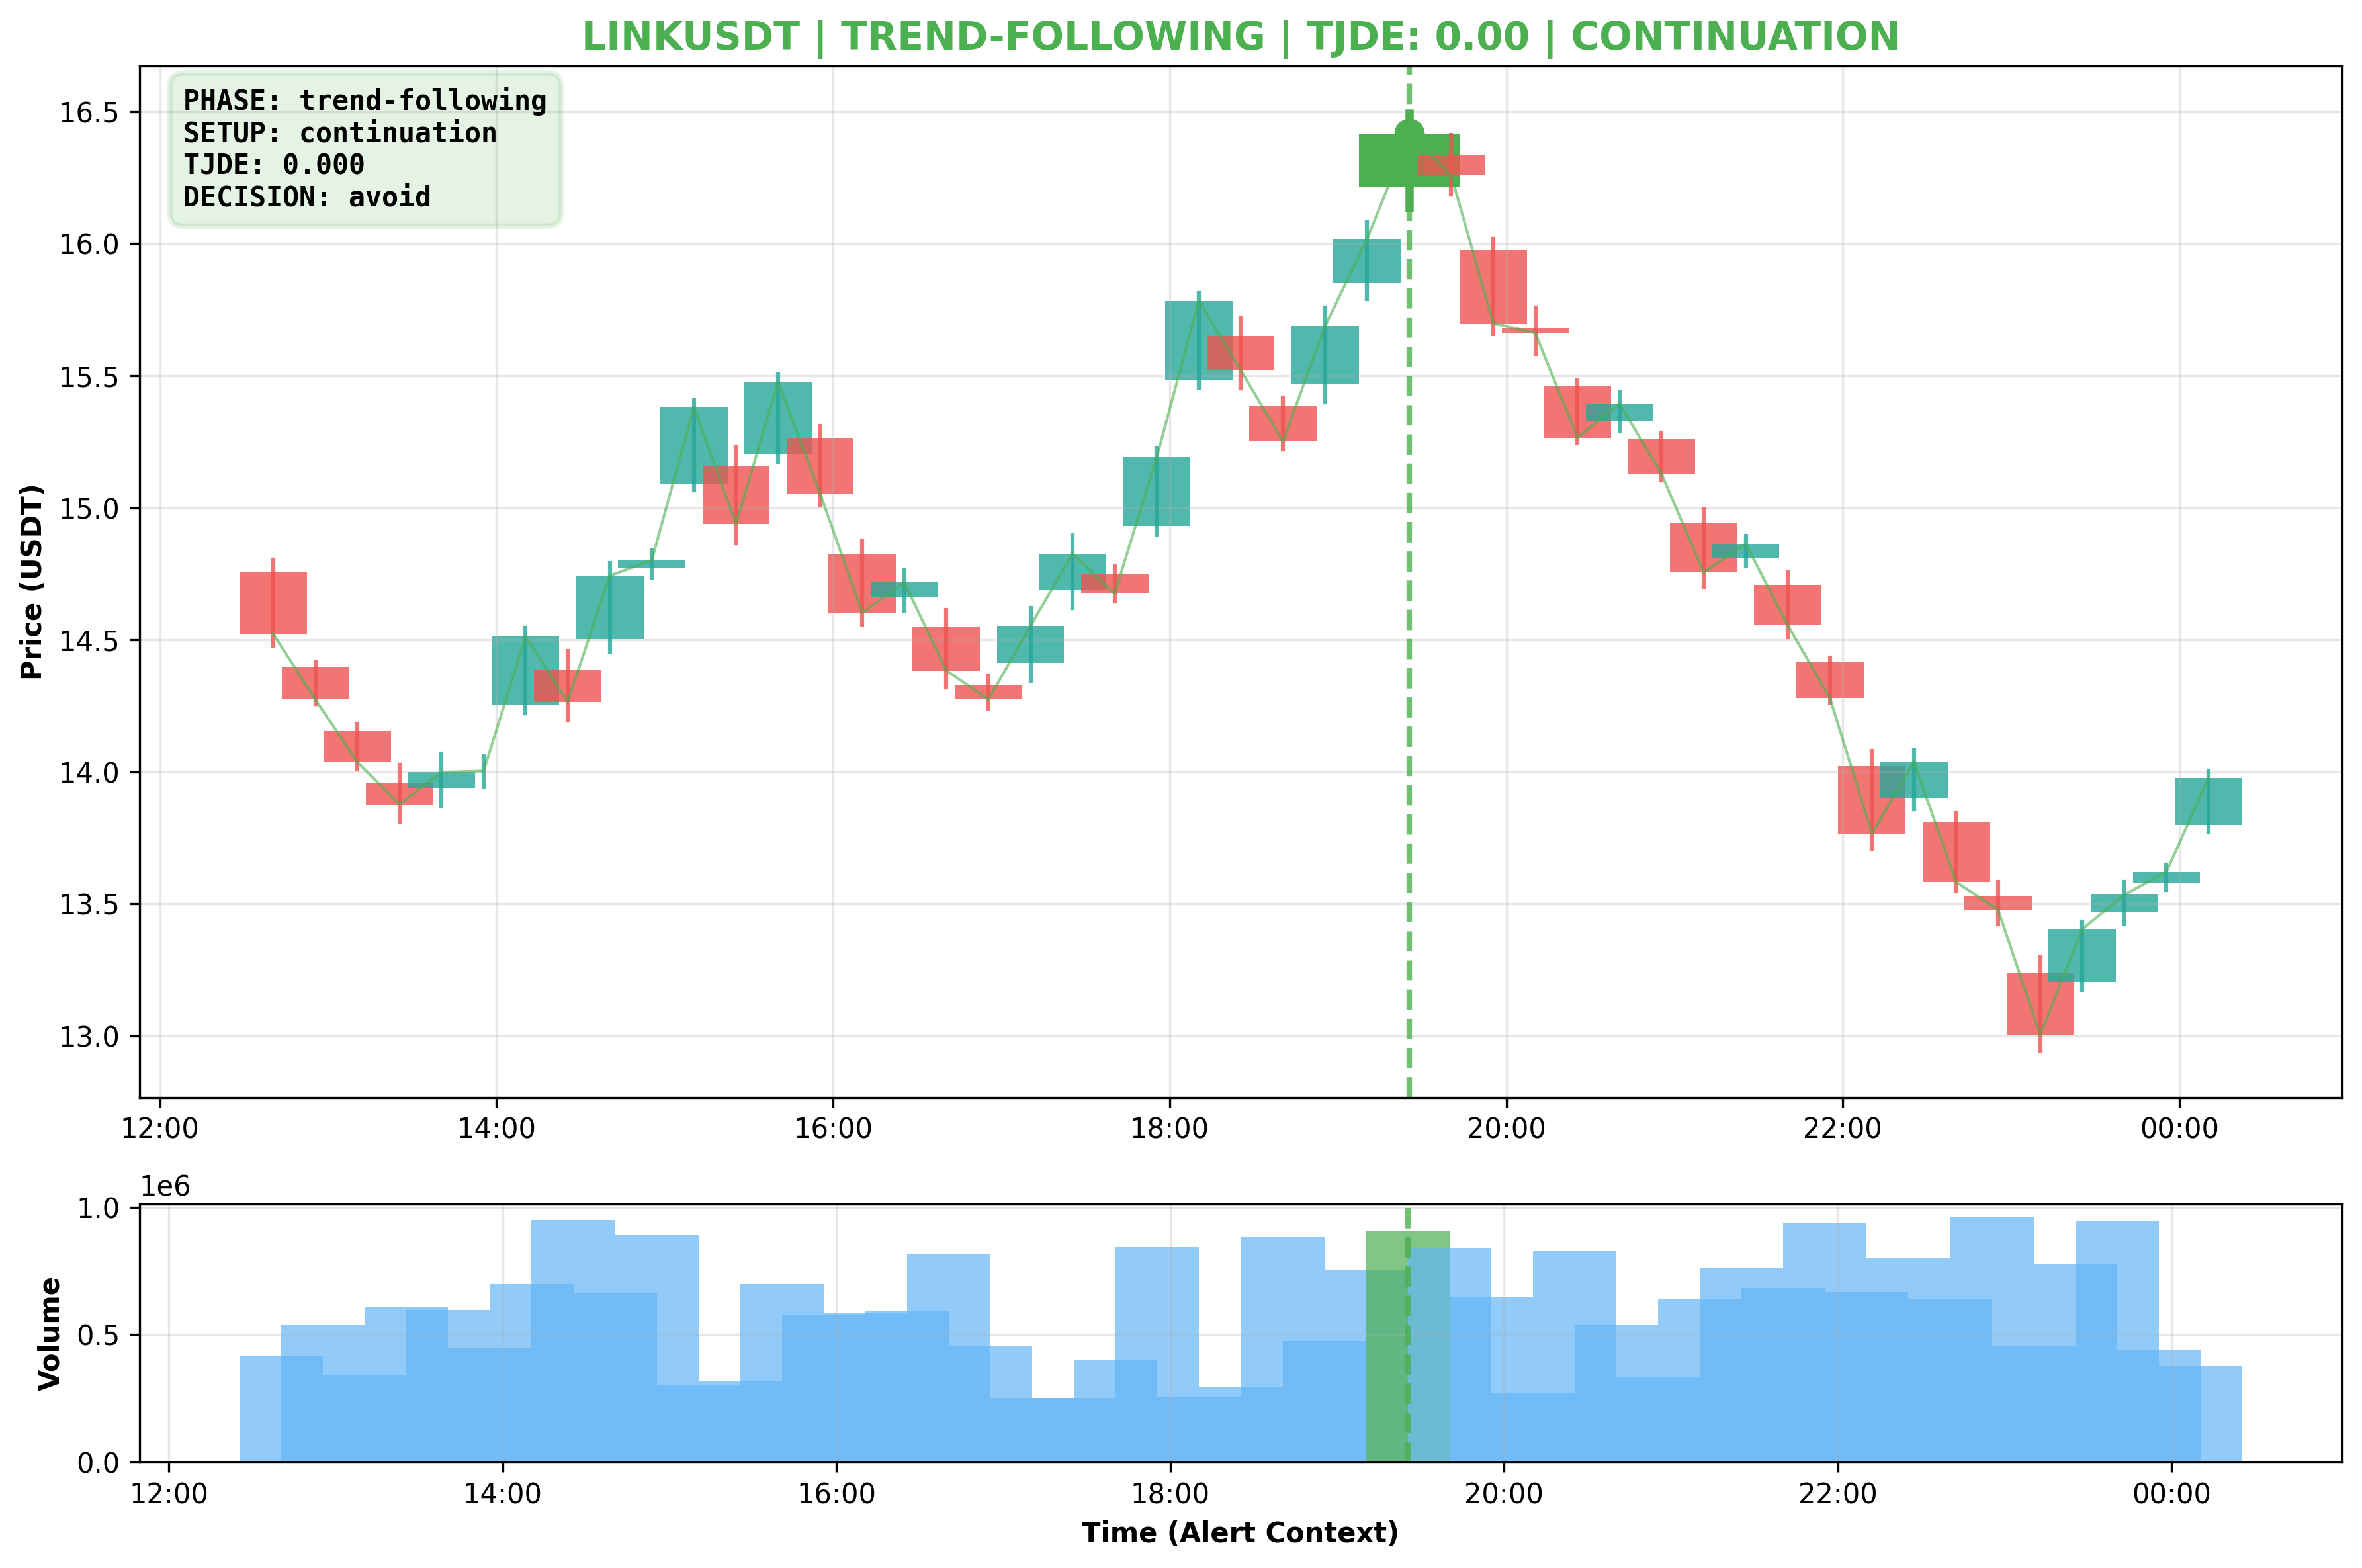 LINKUSDT | TREND-FOLLOWING | TJDE: 0.00 | CONTINUATION
PHASE: trend-following
SETUP: continuation
TJDE: 0.000
DECISION: avoid
Price (USDT)
16.5
16.0
15.5
15.0
14.5
14.0
13.5
13.0
12:00 14:00 16:00 18:00 20:00 22:00 00:00
1e6
Volume
1.0
0.5
0.0
12:00 14:00 16:00 18:00 20:00 22:00 00:00
Time (Alert Context)